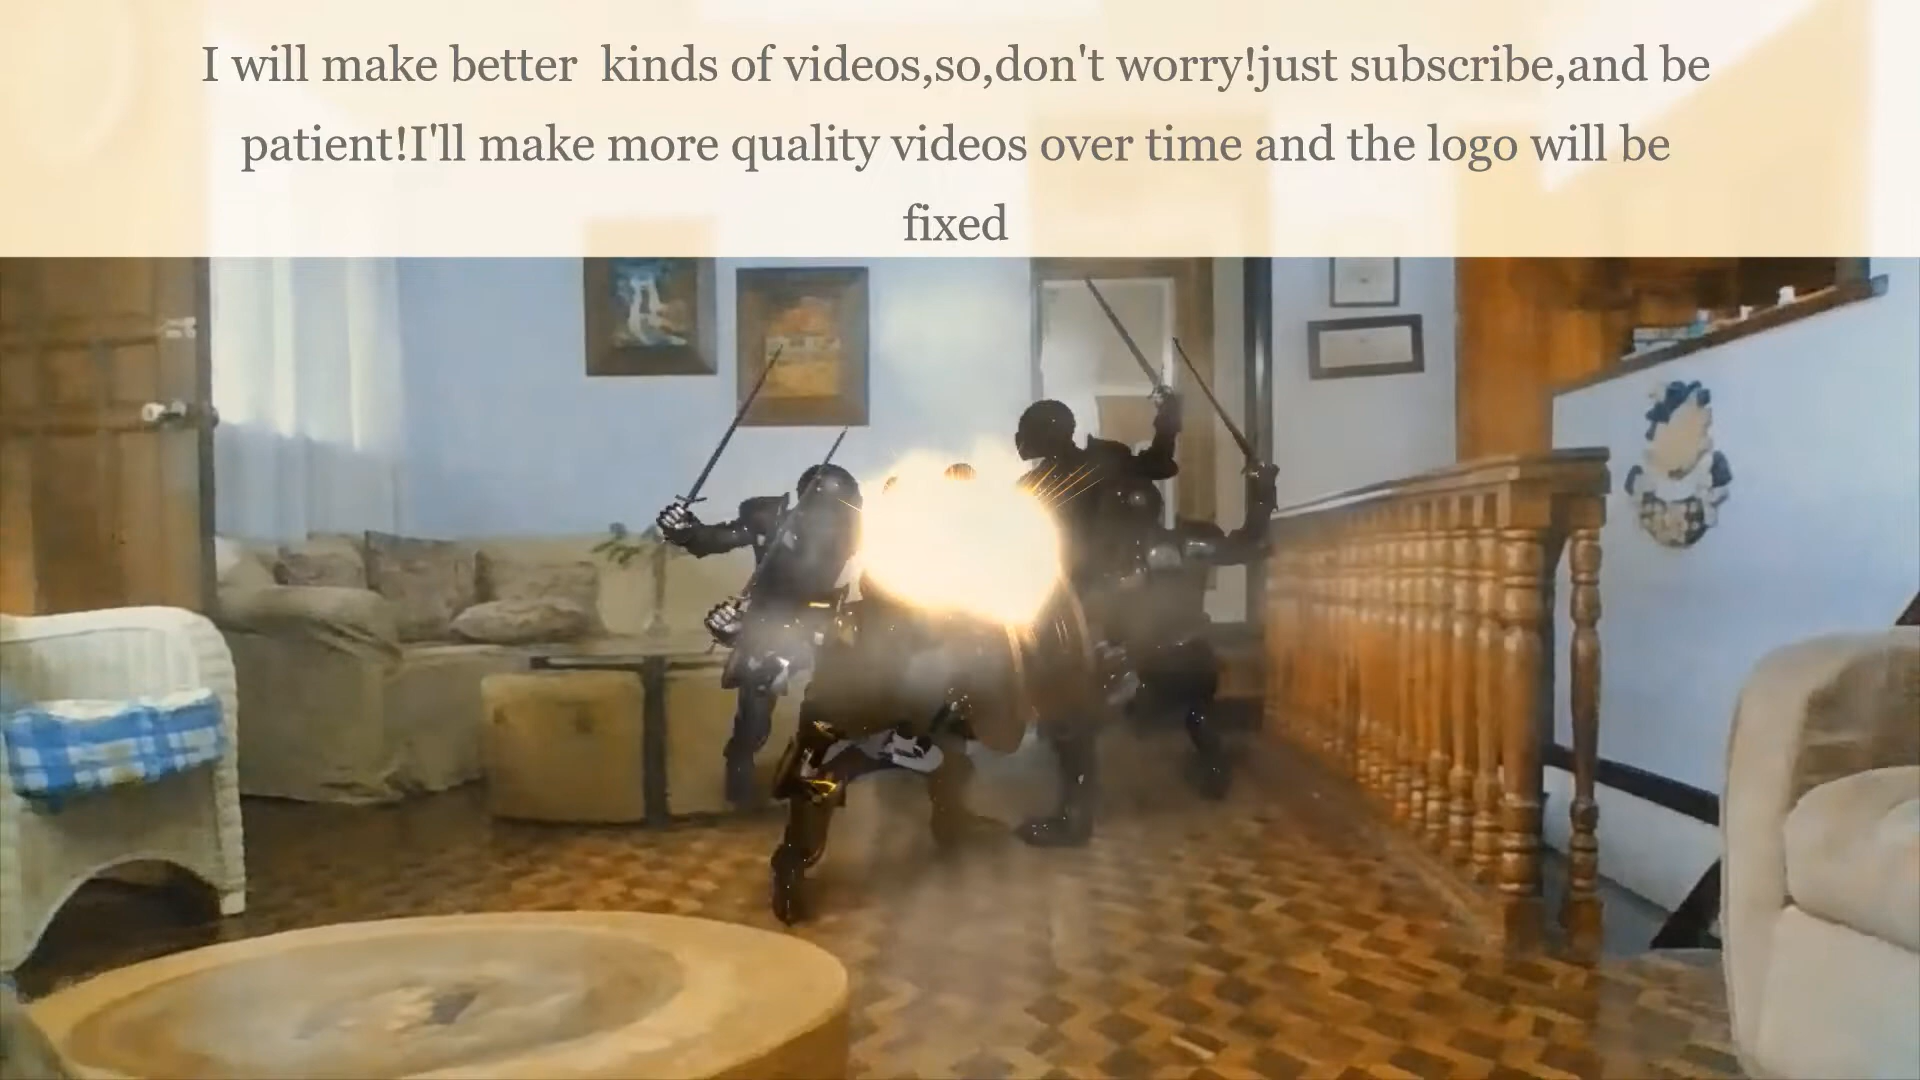 I will make better  kinds of videos,so,don't worry!just subscribe,and be
patient!I'll make more quality videos over time and the logo will be
fixed